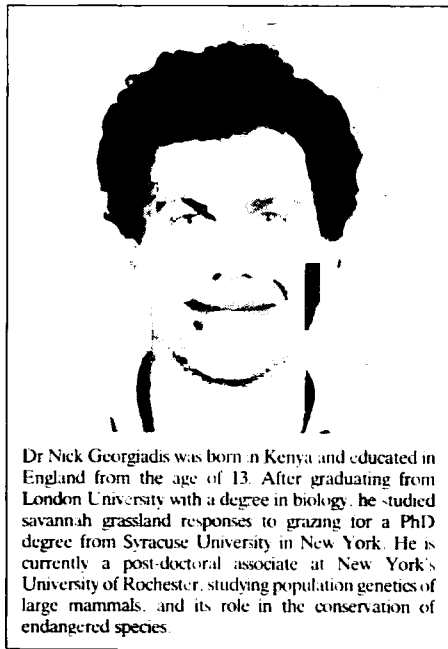 Dr Nick Georgiadis was born in Kenya and educated in
England from the age of 13. After graduating from
London University with a degree in biology, he studied
savannah grassland responses to grazing for a PhD
degree from Syracuse University in New York. He is
currently a post-doctoral associate at New York's
University of Rochester, studying population genetics of
large mammals, and its role in the conservation of
endangered species.